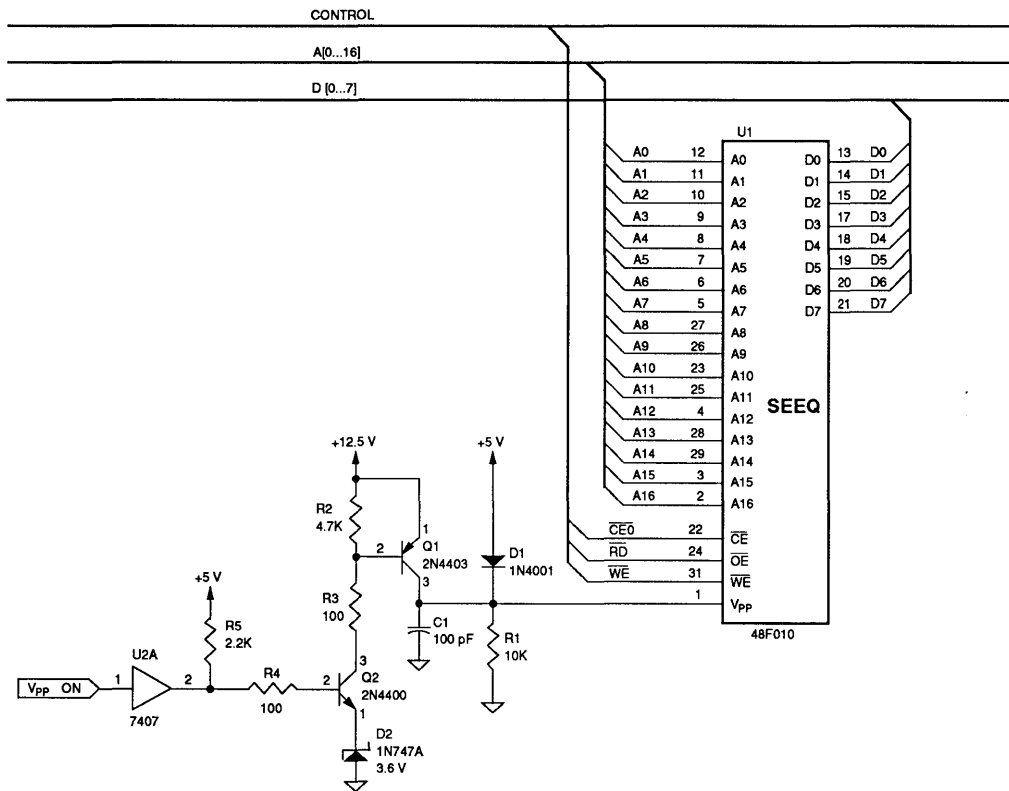 CONTROL
A[0...16]
D [0...7]
U1
A0 12 A0 D0 13 D0
A1 11 A1 D1 14 D1
A2 10 A2 D2 15 D2
A3 9 A3 D3 17 D3
A4 8 A4 D4 18 D4
A5 7 A5 D5 19 D5
A6 6 A6 D6 20 D6
A7 5 A7 D7 21 D7
A8 27 A8
A9 26 A9
A10 23 A10
A11 25 A11
A12 4 A12
SEEQ
A13 28 A13
A14 29 A14
A15 3 A15
A16 2 A16
CE0 22 CE
RD 24 OE
WE 31 WE
1 VPP
48F010
+12.5 V
+5 V
R2
4.7K
1
2
Q1
2N4403
3
D1
1N4001
R3
100
C1
100 pF
R1
10K
+5 V
R5
2.2K
U2A
VPP ON
1
2
7407
R4
100
3
2
Q2
2N4400
1
D2
1N747A
3.6 V